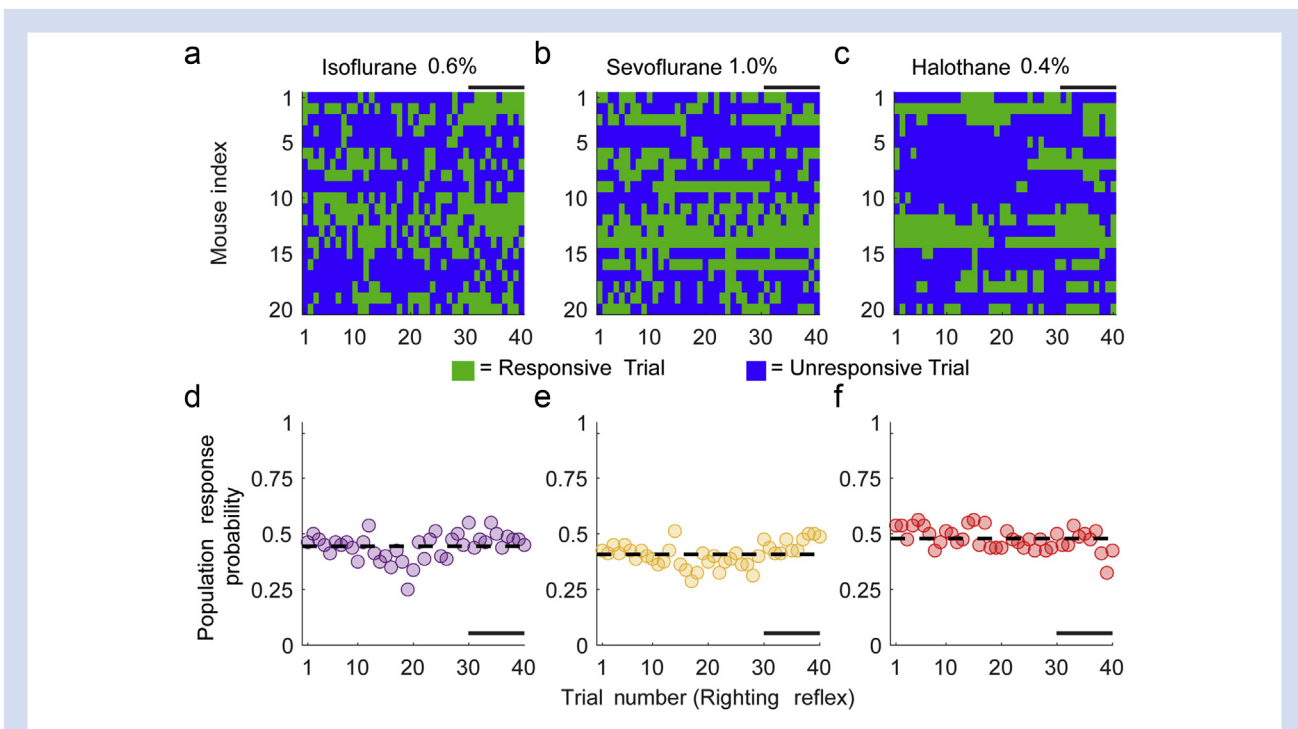 a b c
Isoflurane 0.6% Sevoflurane 1.0% Halothane 0.4%
Mouse index
1 1 1
5 5 5
10 10 10
15 15 15
20 20 20
1 10 20 30 40 1 10 20 30 40 1 10 20 30 40
= Responsive Trial = Unresponsive Trial
d e f
Population response
probability
1 1 1
0.75 0.75 0.75
0.5 0.5 0.5
0.25 0.25 0.25
0 0 0
1 10 20 30 40 1 10 20 30 40 1 10 20 30 40
Trial number (Righting reflex)